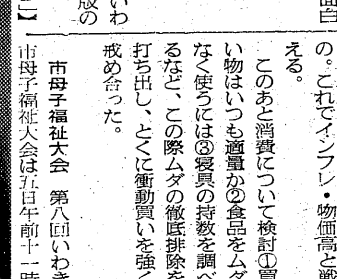 面白
の。これでインフレ・物価高と戦
える。
このあと消費について検討①買
い物はいつも適量か②食品をムダ
なく使うには③寝具の持数を調べ
るなど、この際ムダの徹底排除を
打ち出し、とくに衝動買いを強く
戒め合った。
市母子福祉大会 第八回いわき
市母子福祉大会は五日午前十一時
いわ
版の